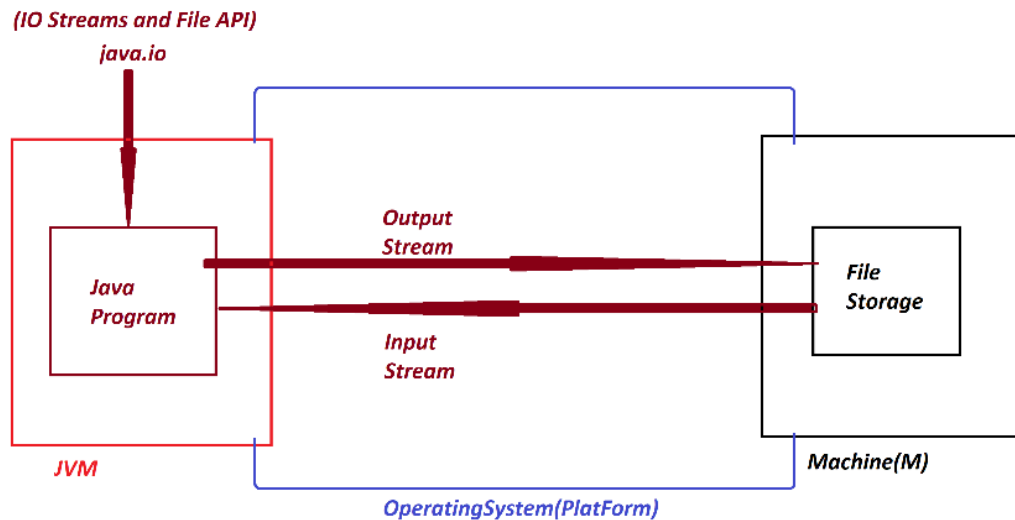 (IO Streams and File API)
java.io
Output
Stream
Java
Program
File
Storage
Input
Stream
JVM
Machine(M)
OperatingSystem(PlatForm)